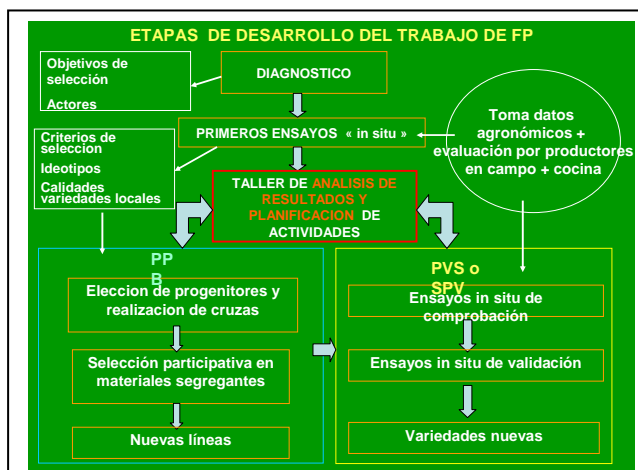 ETAPAS DE DESARROLLO DEL TRABAJO DE FP
Objetivos de
selección
Actores
DIAGNOSTICO
Criterios de
selección
Ideotipos
Calidades
variedades locales
PRIMEROS ENSAYOS « in situ »
Toma datos
agronómicos +
evaluación por productores
en campo + cocina
TALLER DE ANALISIS DE
RESULTADOS Y
PLANIFICACION DE
ACTIVIDADES
PP
B
Eleccion de progenitores y
realizacion de cruzas
Selección participativa en
materiales segregantes
Nuevas líneas
PVS o
SPV
Ensayos in situ de
comprobación
Ensayos in situ de validación
Variedades nuevas